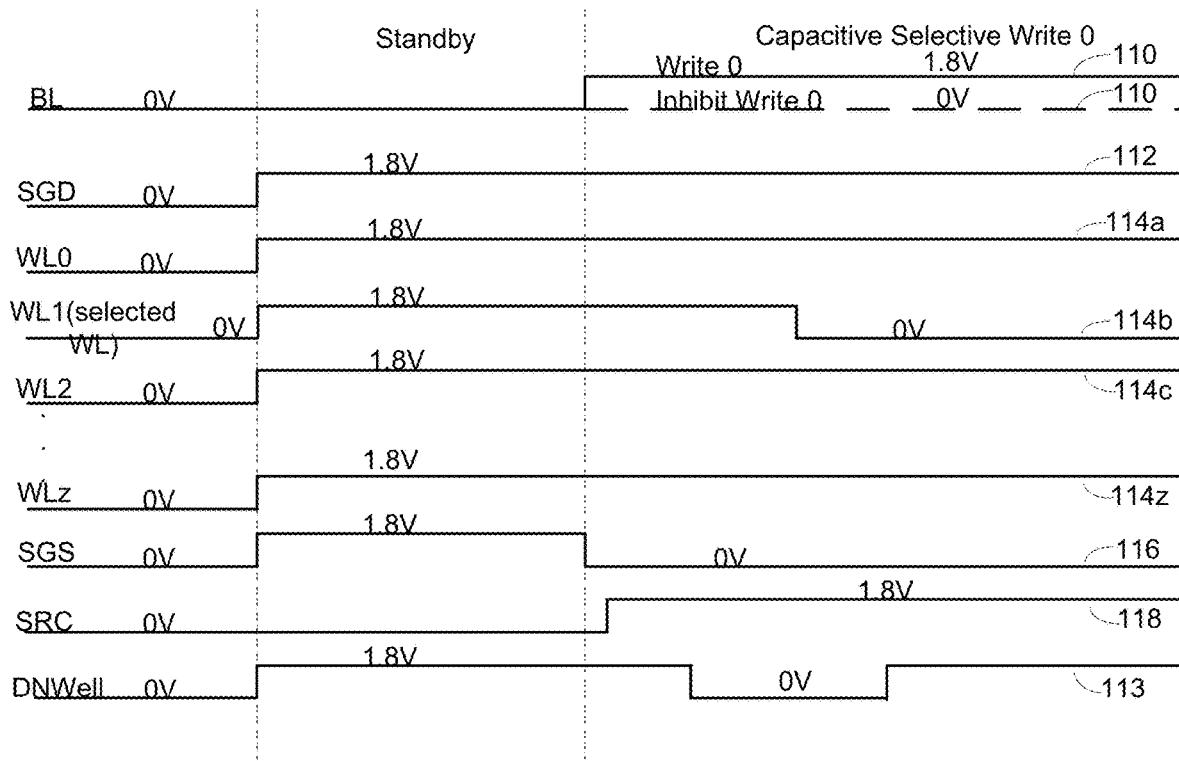 Standby
Capacitive Selective Write 0
Write 0 1.8V 110
BL 0V Inhibit Write 0 0V 110
1.8V 112
SGD 0V
1.8V 114a
WL0 0V
WL1(selected 1.8V
WL) 0V 0V 114b
1.8V
WL2 0V 114c
1.8V
WLz 0V 114z
1.8V
SGS 0V 0V 116
1.8V
SRC 0V 118
1.8V
DNWell 0V 0V 113